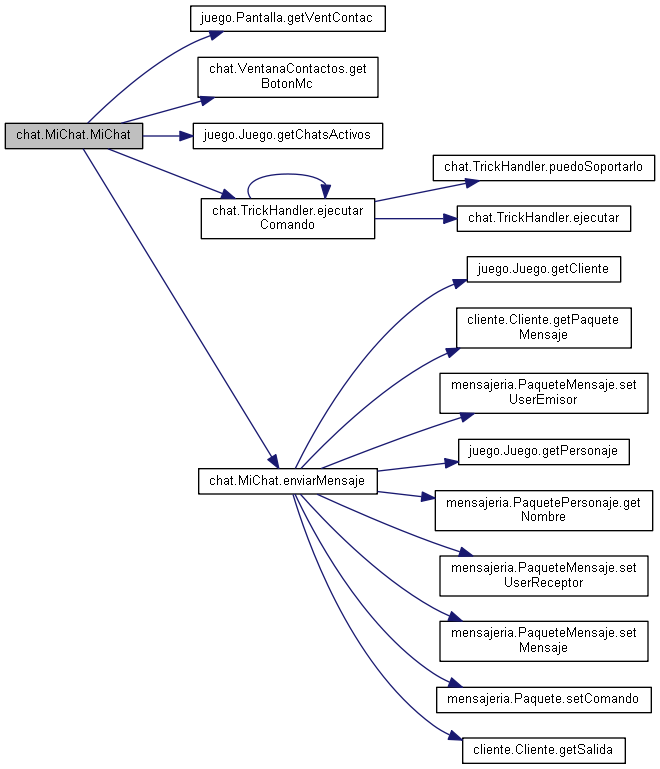 juego.Pantalla.getVentContac
chat.VentanaContactos.get
BotonMc
chat.MiChat.MiChat
juego.Juego.getChatsActivos
chat.TrickHandler.puedoSoportarlo
chat.TrickHandler.ejecutar
Comando
chat.TrickHandler.ejecutar
juego.Juego.getCliente
cliente.Cliente.getPaquete
Mensaje
mensajeria.PaqueteMensaje.set
UserEmisor
juego.Juego.getPersonaje
chat.MiChat.enviarMensaje
mensajeria.PaquetePersonaje.get
Nombre
mensajeria.PaqueteMensaje.set
UserReceptor
mensajeria.PaqueteMensaje.set
Mensaje
mensajeria.Paquete.setComando
cliente.Cliente.getSalida